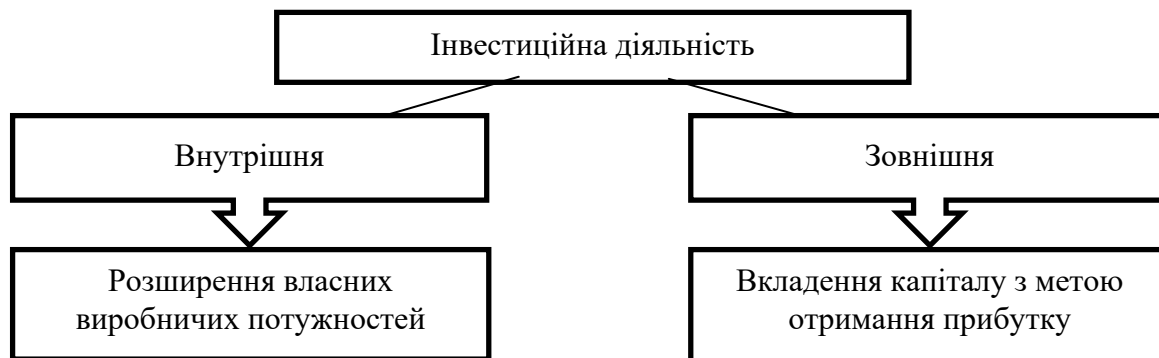 Інвестиційна діяльність
Внутрішня
Зовнішня
Розширення власних
виробничих потужностей
Вкладення капіталу з метою
отримання прибутку